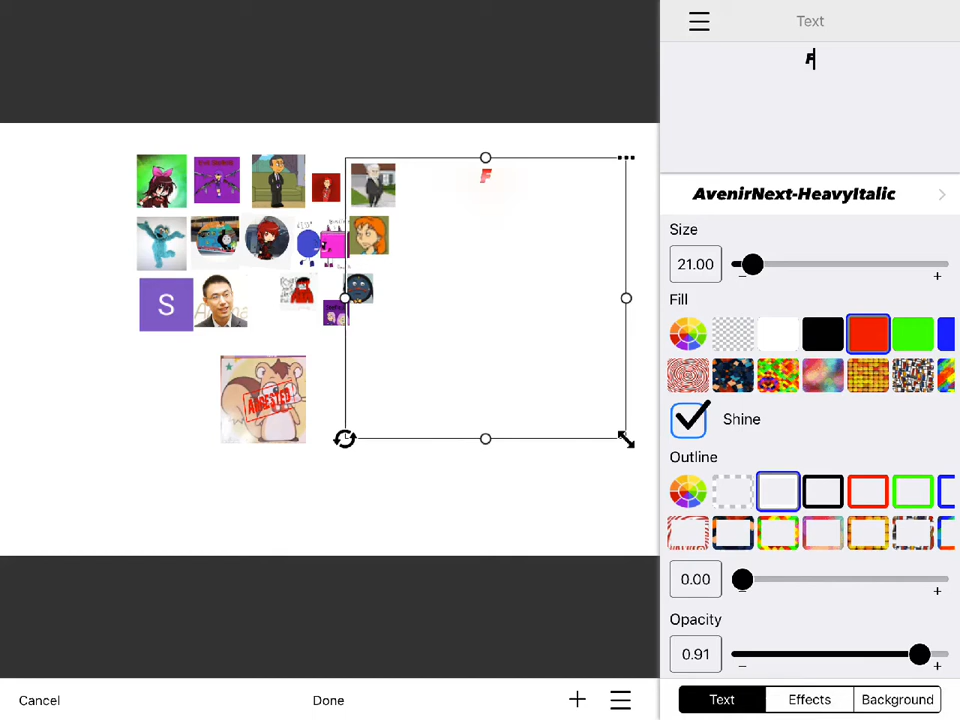 Text
F
F
AvenirNext-HeavyItalic
Size
21.00
Fill
S
Shine
ARRESTED
Outline
0.00
Opacity
0.91
Cancel
Done
Text
Effects
Background